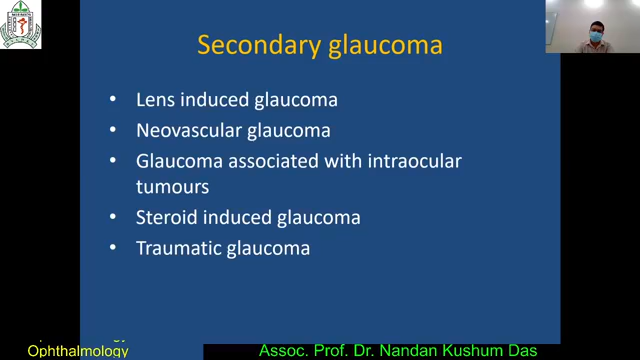 Secondary glaucoma
• Lens induced glaucoma
• Neovascular glaucoma
• Glaucoma associated with intraocular
tumours
• Steroid induced glaucoma
• Traumatic glaucoma
Ophthalmology
Assoc. Prof. Dr. Nandan Kushum Das